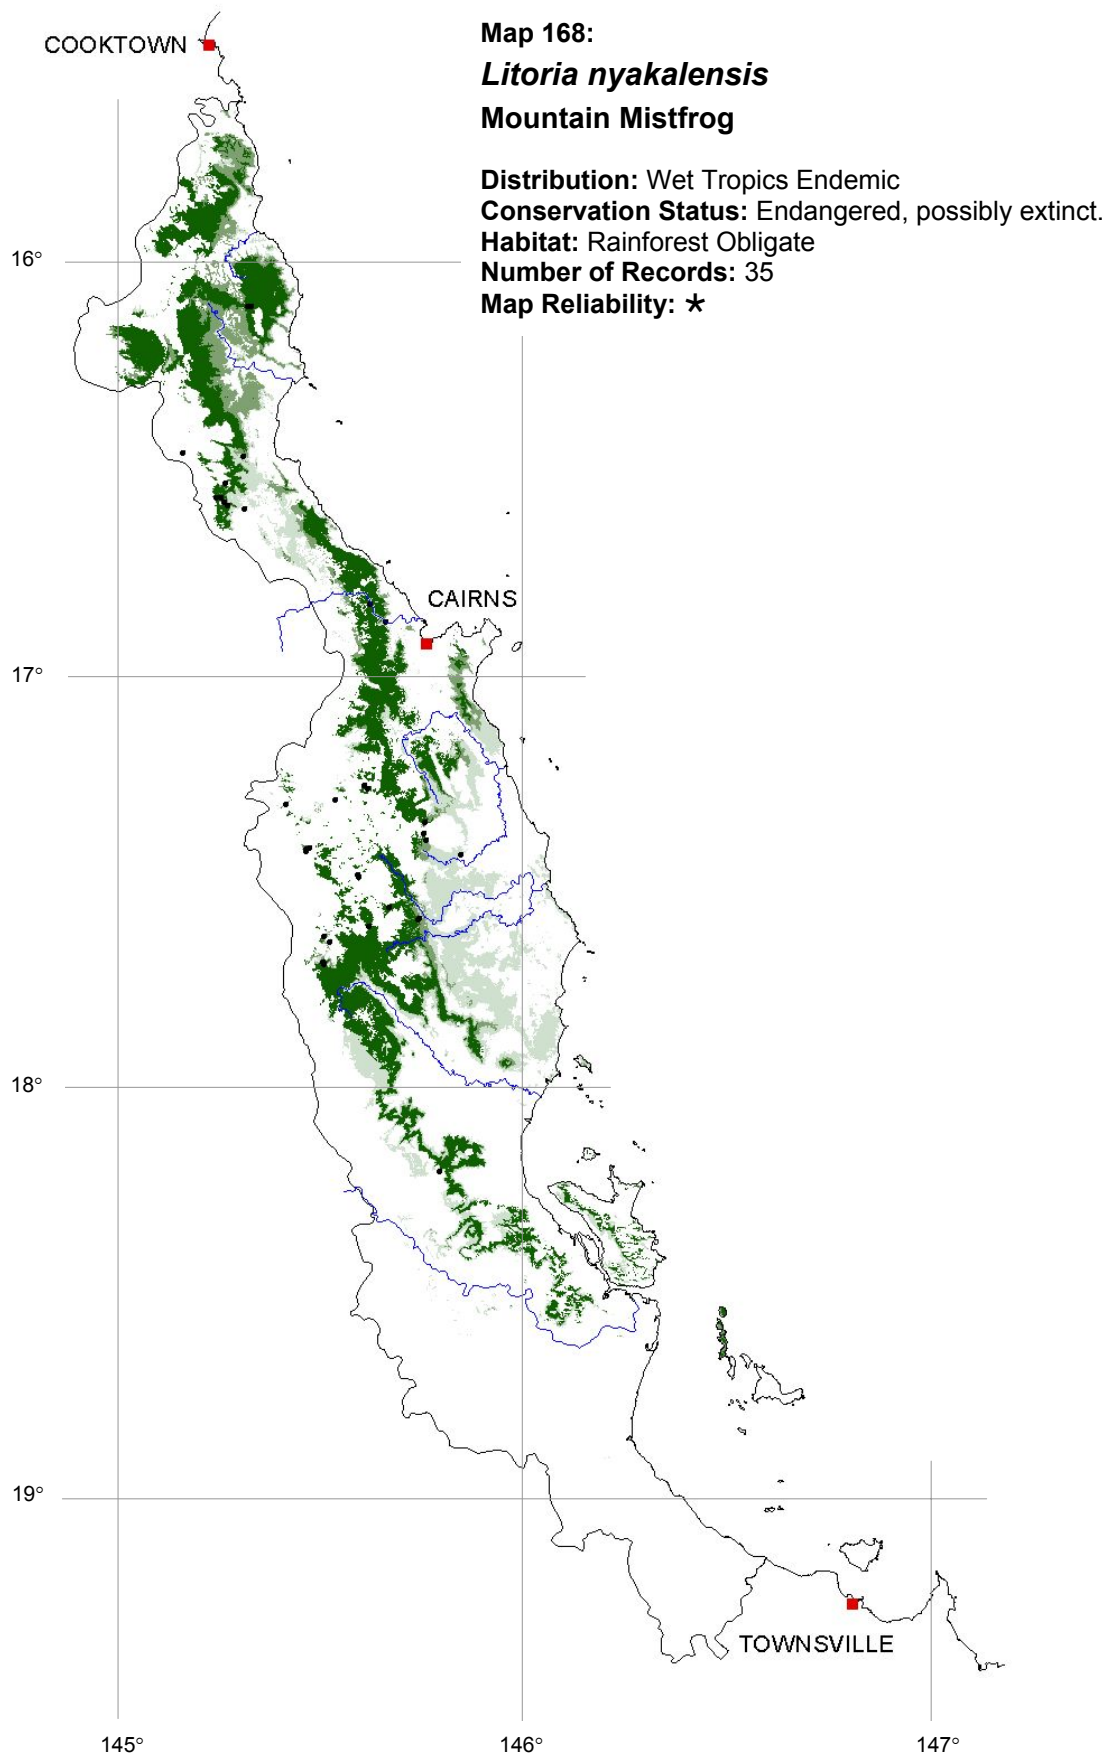 COOKTOWN
Map 168:
Litoria nyakalensis
Mountain Mistfrog
Distribution: Wet Tropics Endemic
Conservation Status: Endangered, possibly extinct.
Habitat: Rainforest Obligate
Number of Records: 35
Map Reliability: *
16°
CAIRNS
17°
18°
19°
TOWNSVILLE
145°
146°
147°